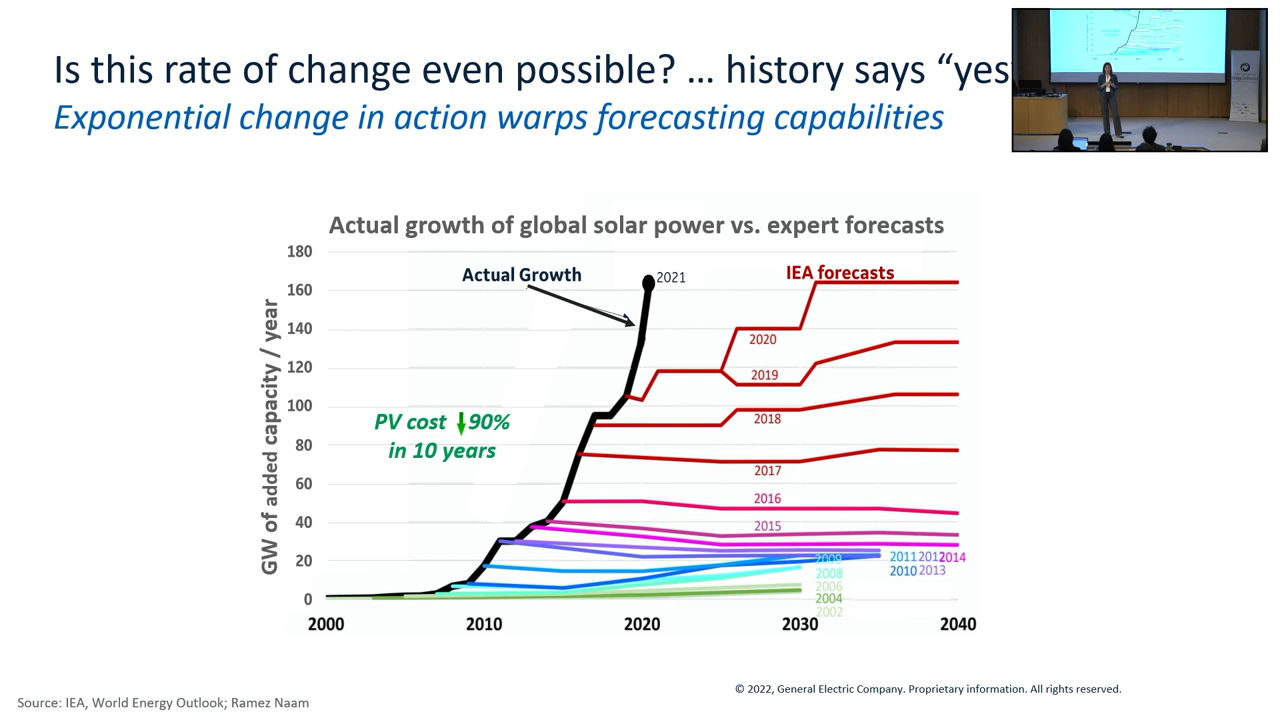 Is this rate of change even possible? ... history says “yes
Exponential change in action warps forecasting capabilities
Actual growth of global solar power vs. expert forecasts
GW of added capacity / year
180
160
140
120
100
80
60
40
20
0
2000
2010
2020
2030
2040
Actual Growth
2021
IEA forecasts
PV cost ↓90%
in 10 years
2020
2019
2018
2017
2016
2015
2009
2011 2012 2014
2008
2010 2013
2006
2004
2002
© 2022, General Electric Company. Proprietary information. All rights reserved.
Source: IEA, World Energy Outlook; Ramez Naam